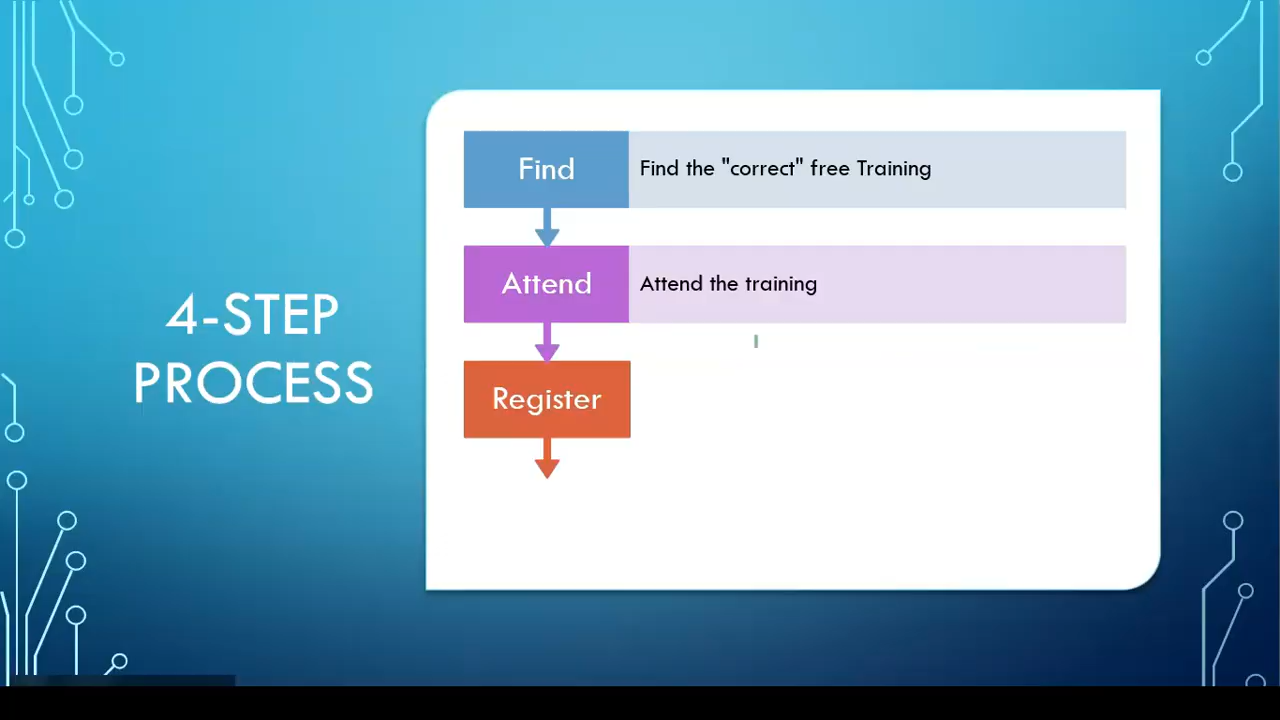 4-STEP
PROCESS
Find
Find the "correct" free Training
Attend
Attend the training
Register